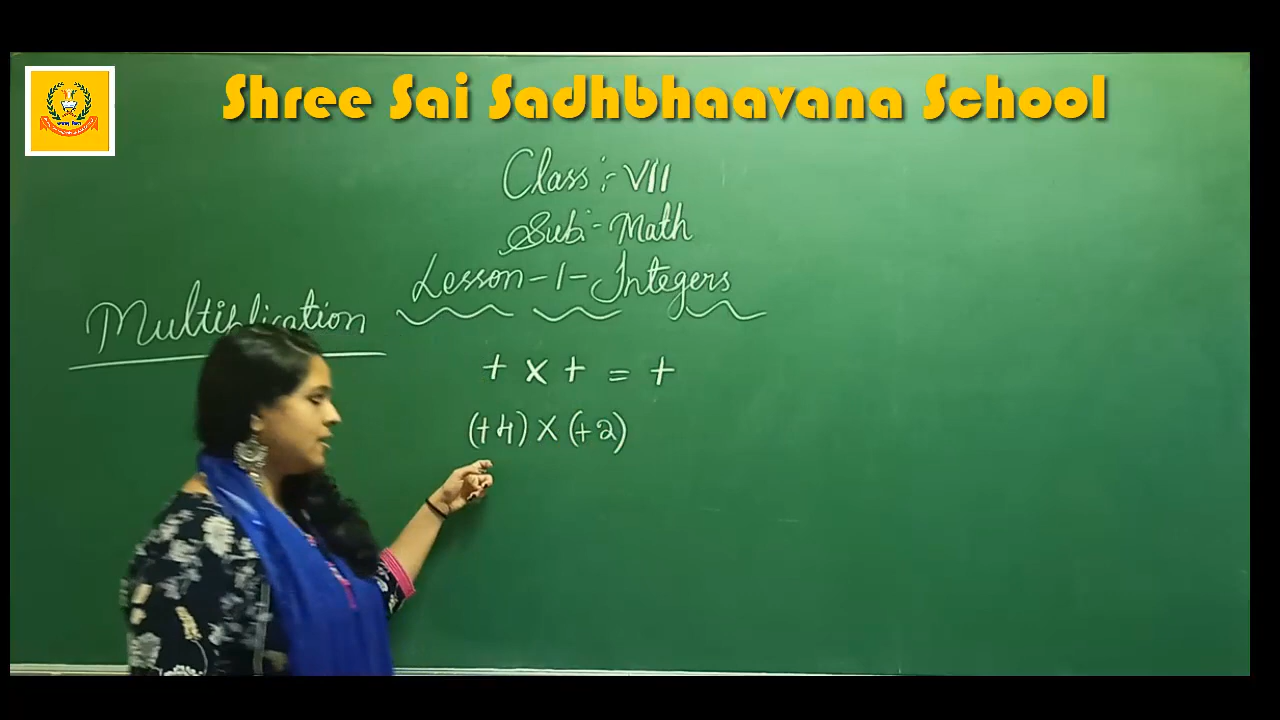 Shree Sai Sadhbhaavana School
Class :- VII
Sub:- Math
Lesson-1-Integers
Multiplication
+ x + = +
(+4) x (+2)